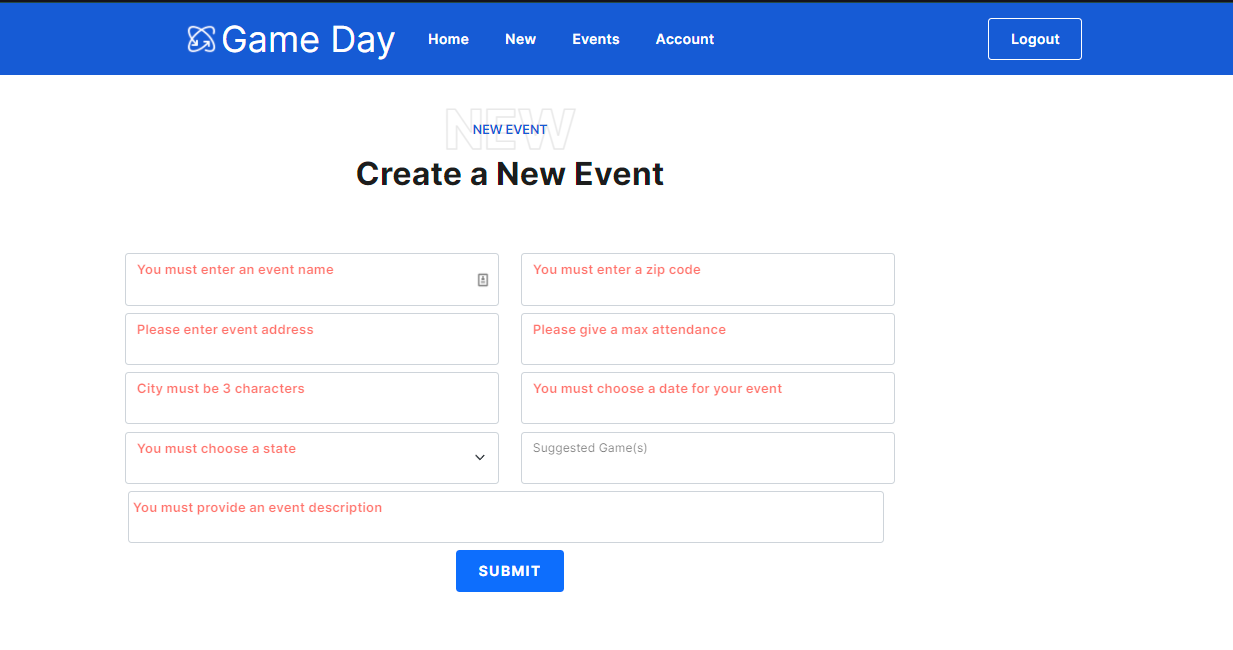 Game Day Home New Events Account Logout
NEW
NEW EVENT
Create a New Event
You must enter an event name
You must enter a zip code
Please enter event address
Please give a max attendance
City must be 3 characters
You must choose a date for your event
You must choose a state
Suggested Game(s)
You must provide an event description
SUBMIT